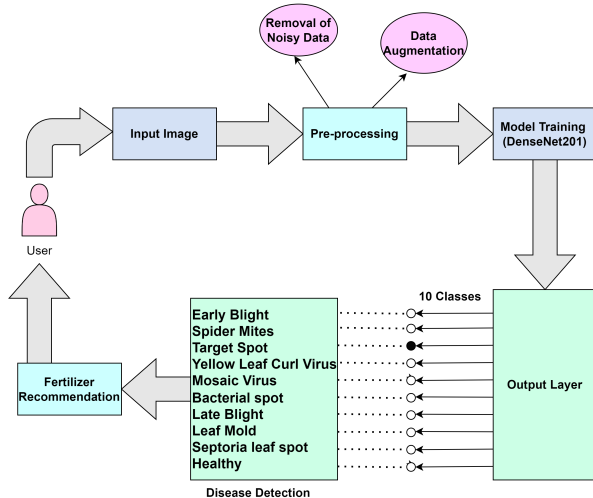 Removal of
Noisy Data
Data
Augmentation
Input Image
Pre-processing
Model Training
(DenseNet201)
User
10 Classes
Early Blight
Spider Mites
Target Spot
Yellow Leaf Curl Virus
Mosaic Virus
Bacterial spot
Late Blight
Leaf Mold
Septoria leaf spot
Healthy
Output Layer
Fertilizer
Recommendation
Disease Detection